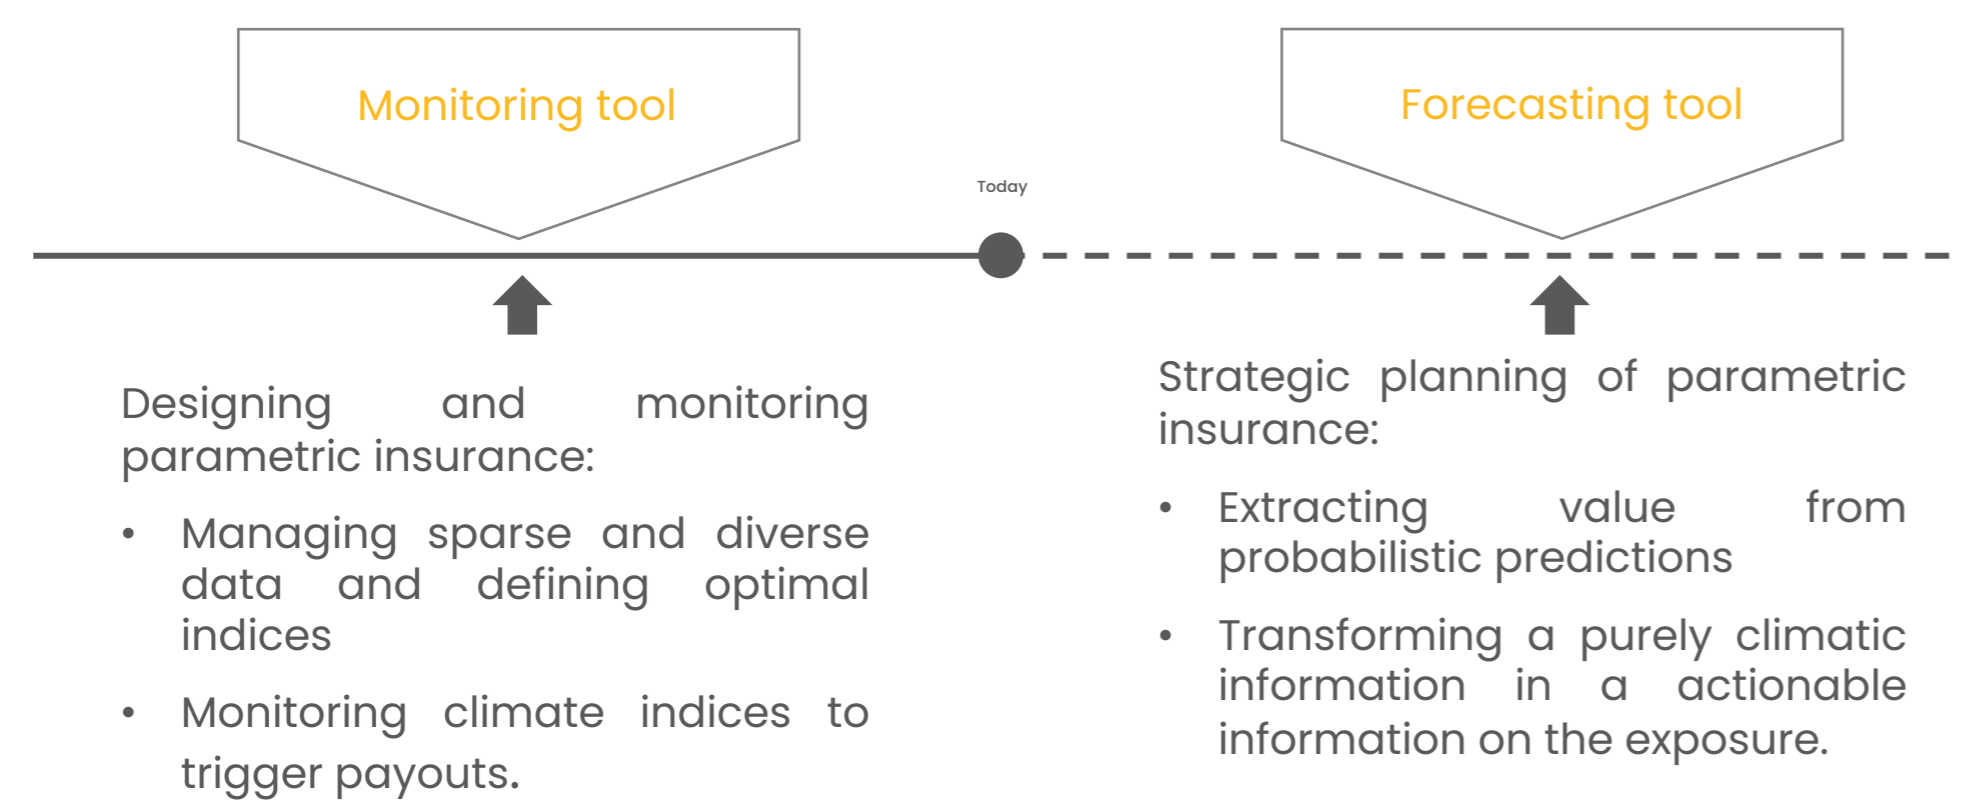 Monitoring tool
Forecasting tool
Today
Designing and monitoring
parametric insurance:
• Managing sparse and diverse
data and defining optimal
indices
• Monitoring climate indices to
trigger payouts.
Strategic planning of parametric
insurance:
• Extracting value from
probabilistic predictions
• Transforming a purely climatic
information in a actionable
information on the exposure.